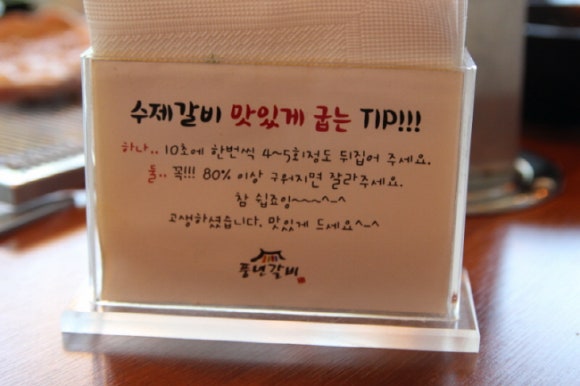 수제갈비 맛있게 굽는 TIP!!!
하나.. 10초에 한번씩 4~5회정도 뒤집어 주세요.
둘.. 꼭!!! 80% 이상 구워지면 잘라주세요.
참 쉽죠잉~~~~^-^
고생하셨습니다. 맛있게 드세요^-^
풍년갈비